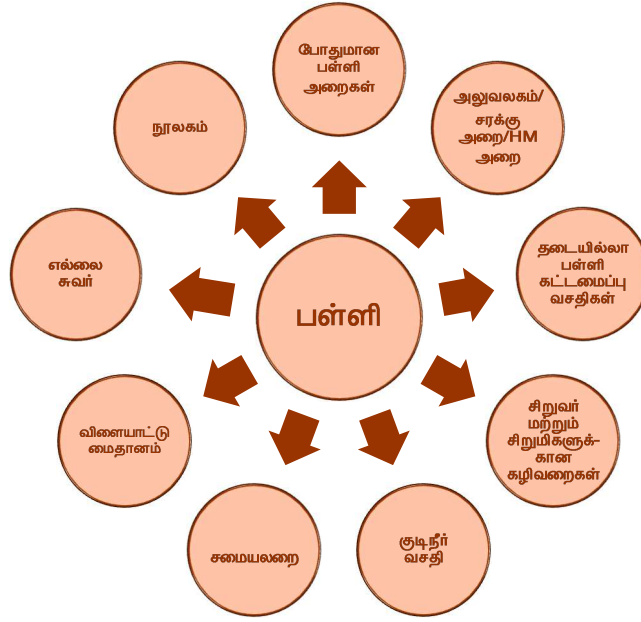 போதுமான
பள்ளி
அறைகள்
அலுவலகம்/
சரக்கு
அறை/HM
அறை
தடையில்லா
பள்ளி
கட்டமைப்பு
வசதிகள்
சிறுவர்
மற்றும்
சிறுமிகளுக்-
கான
கழிவறைகள்
குடிநீர்
வசதி
சமையலறை
விளையாட்டு
மைதானம்
எல்லை
சுவர்
நூலகம்
பள்ளி